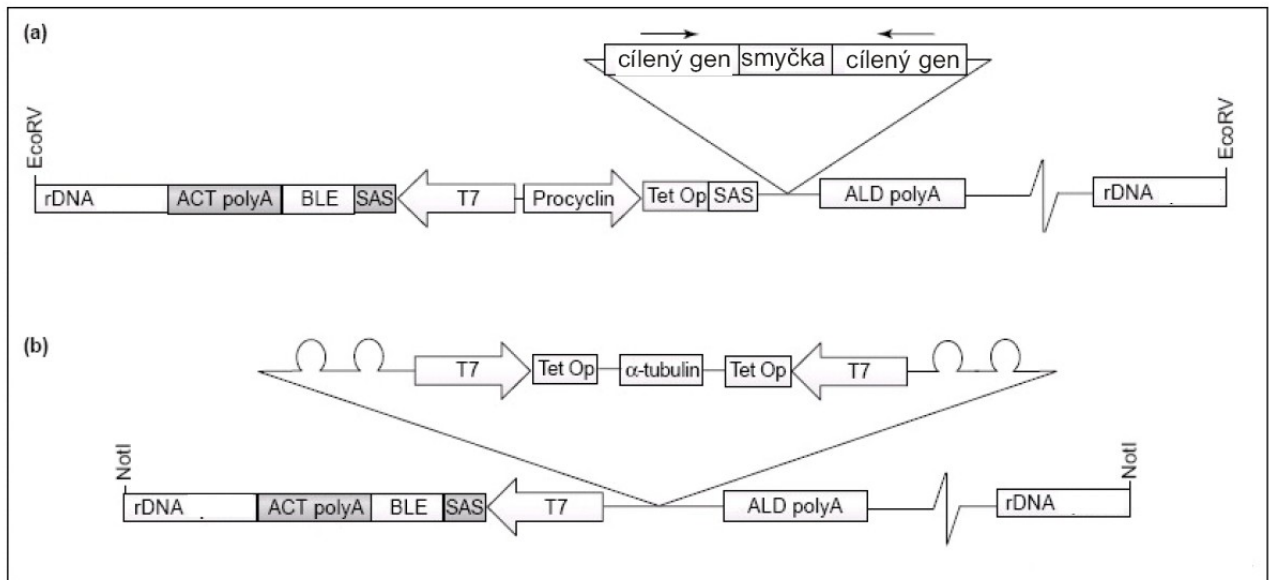 (a)
cílený gen smyčka cílený gen
EcoRV
EcoRV
rDNA ACT polyA BLE SAS T7 Procyclin Tet Op SAS ALD polyA rDNA
(b)
T7 Tet Op α-tubulin Tet Op T7
NotI
NotI
rDNA ACT polyA BLE SAS T7 ALD polyA rDNA